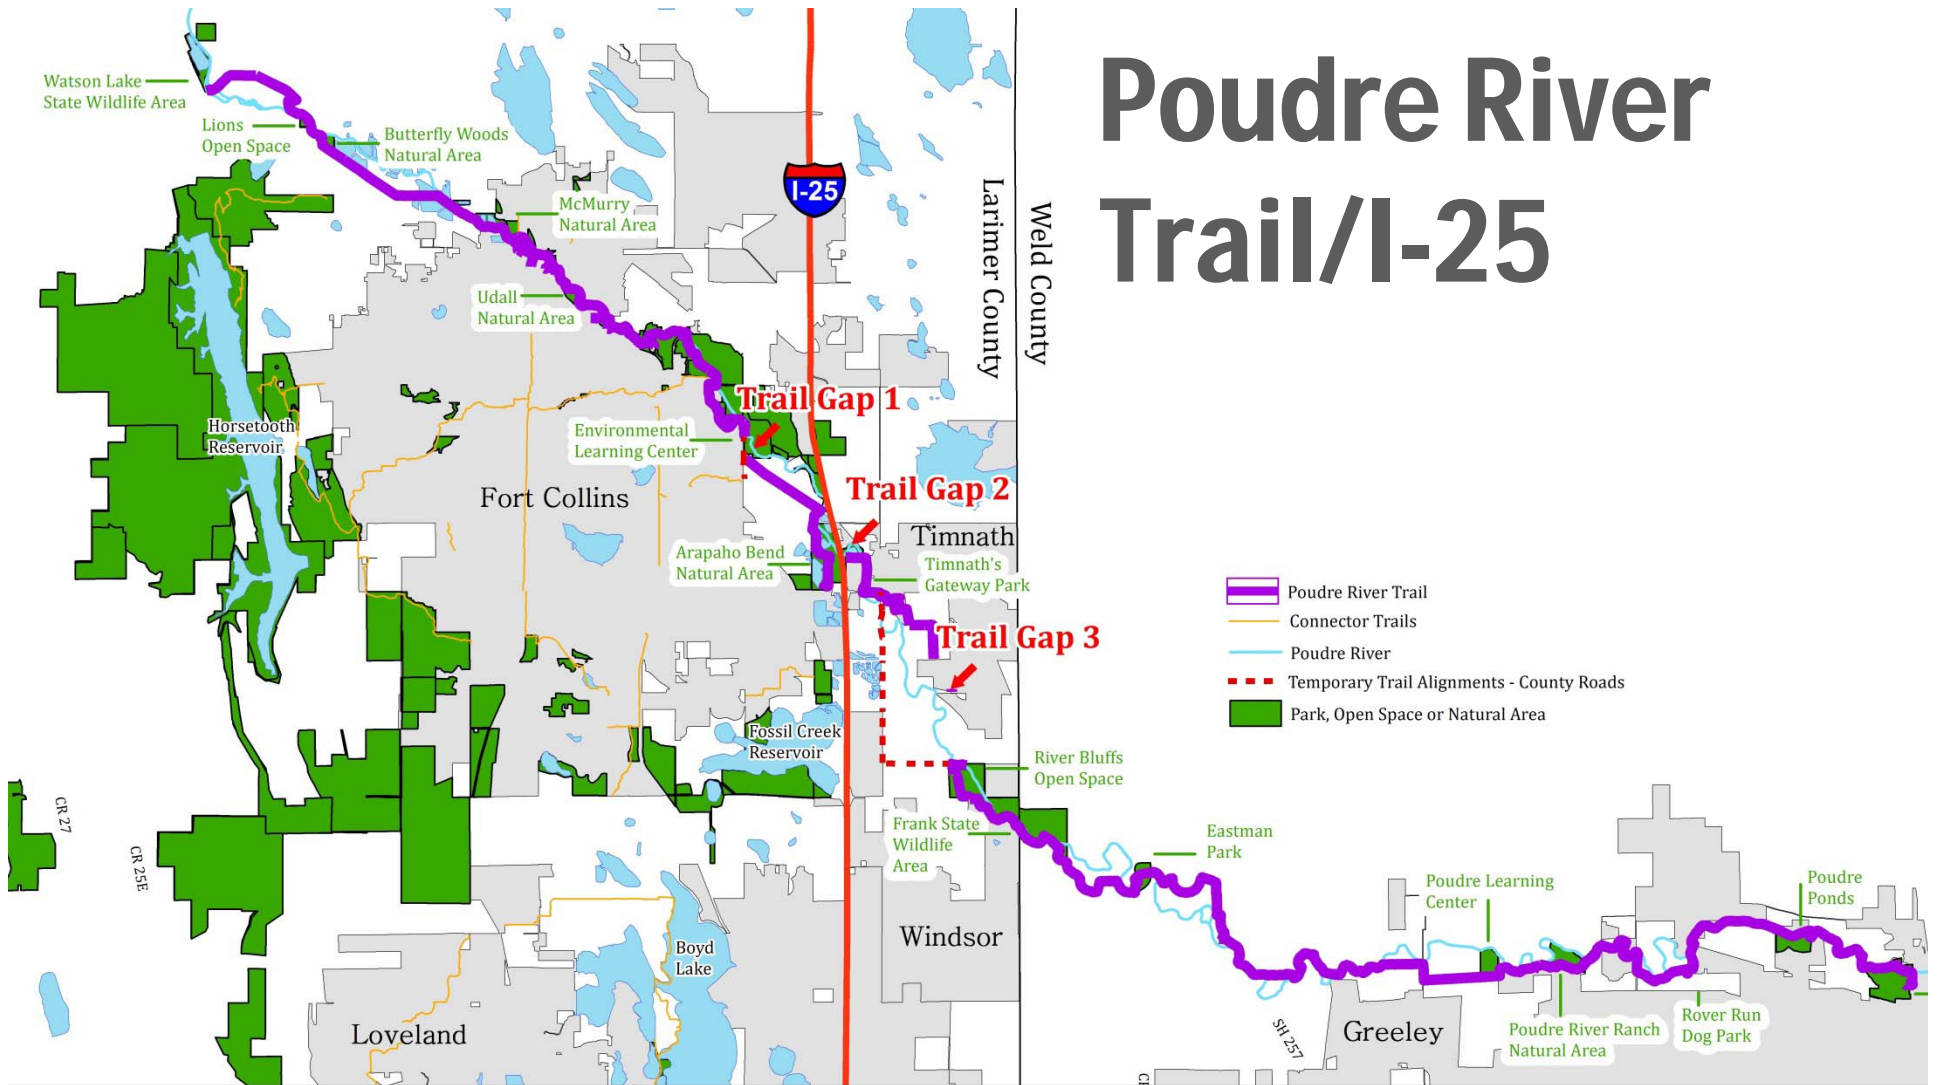 Poudre River
Trail/I-25
Watson Lake
State Wildlife Area
Lions
Open Space
Butterfly Woods
Natural Area
McMurry
Natural Area
I-25
Larimer County
Weld County
Udall
Natural Area
Trail Gap 1
Horsetooth
Reservoir
Environmental
Learning Center
Fort Collins
Trail Gap 2
Timnath
Arapaho Bend
Natural Area
Timnath's
Gateway Park
Trail Gap 3
Poudre River Trail
Connector Trails
Poudre River
Temporary Trail Alignments - County Roads
Park, Open Space or Natural Area
Fossil Creek
Reservoir
River Bluffs
Open Space
CR 27
CR 25E
Frank State
Wildlife
Area
Eastman
Park
Poudre Learning
Center
Poudre
Ponds
Windsor
Boyd
Lake
Loveland
SH 257
Greeley
Poudre River Ranch
Natural Area
Rover Run
Dog Park